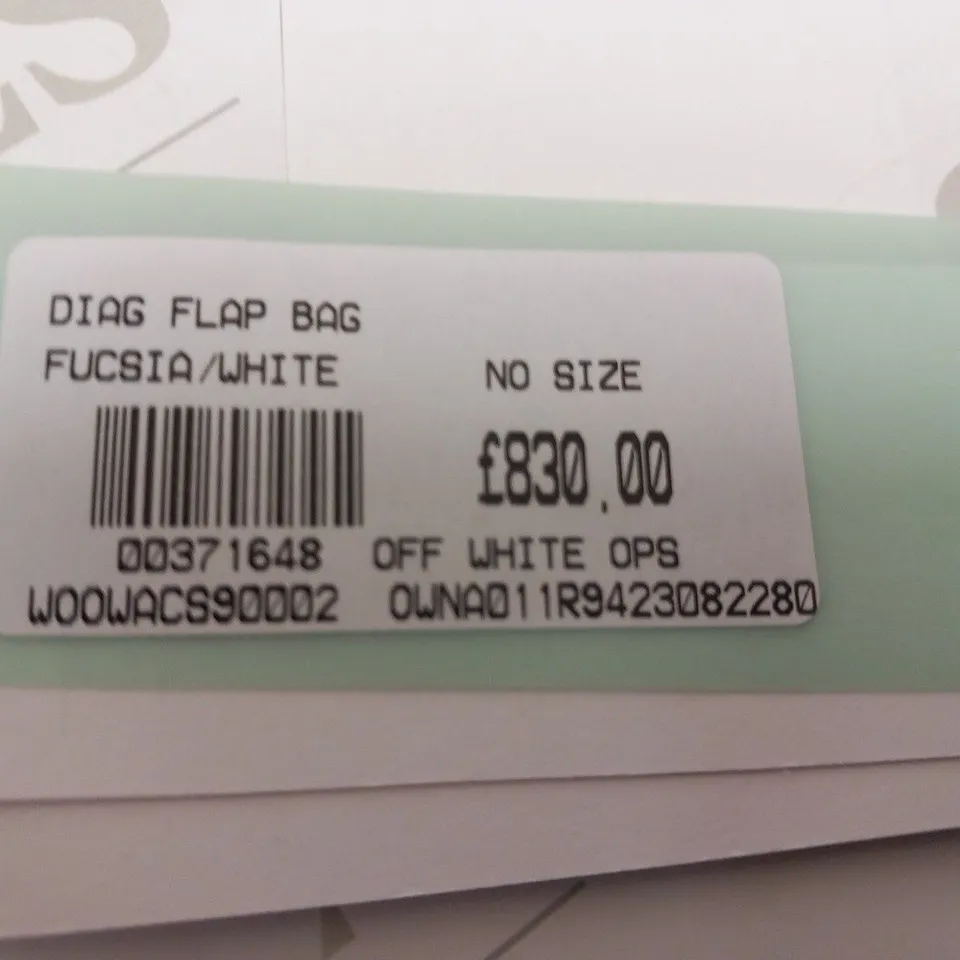 DIAG FLAP BAG
FUCSIA/WHITE NO SIZE
£830.00
00371648 OFF WHITE OPS
WOOWACS90002 OWNA011R9423082280